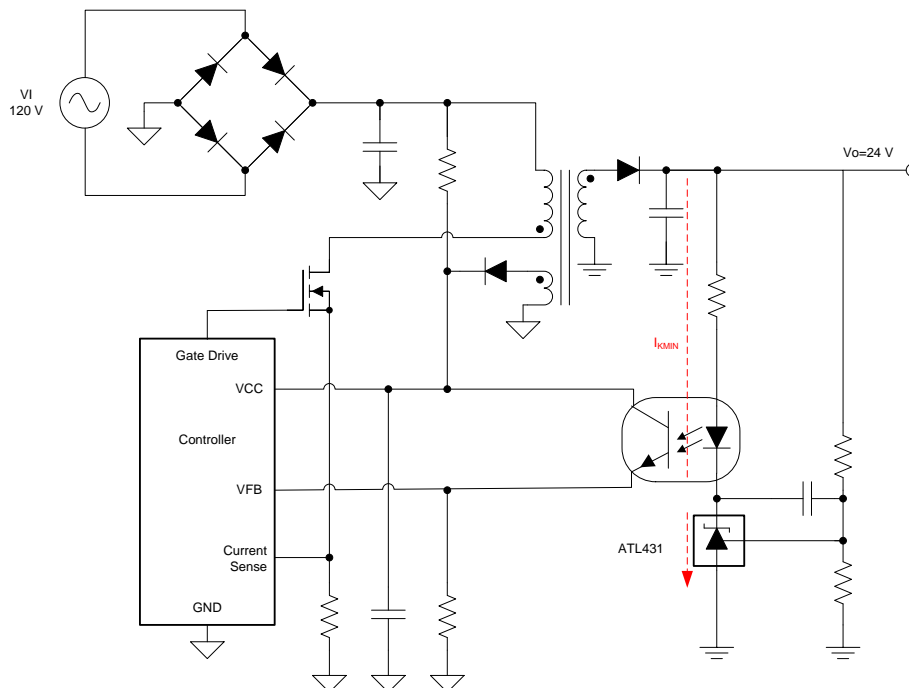 VI
120 V
Vo=24 V
IKMIN
Gate Drive
VCC
Controller
VFB
Current
Sense
GND
ATL431